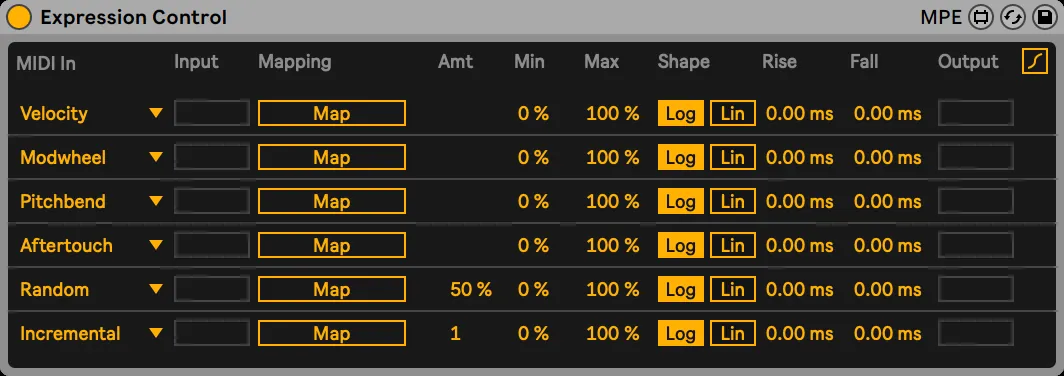 Expression Control MPE
MIDI In Input Mapping Amt Min Max Shape Rise Fall Output
Velocity Map 0 % 100 % Log Lin 0.00 ms 0.00 ms
Modwheel Map 0 % 100 % Log Lin 0.00 ms 0.00 ms
Pitchbend Map 0 % 100 % Log Lin 0.00 ms 0.00 ms
Aftertouch Map 0 % 100 % Log Lin 0.00 ms 0.00 ms
Random Map 50 % 0 % 100 % Log Lin 0.00 ms 0.00 ms
Incremental Map 1 0 % 100 % Log Lin 0.00 ms 0.00 ms